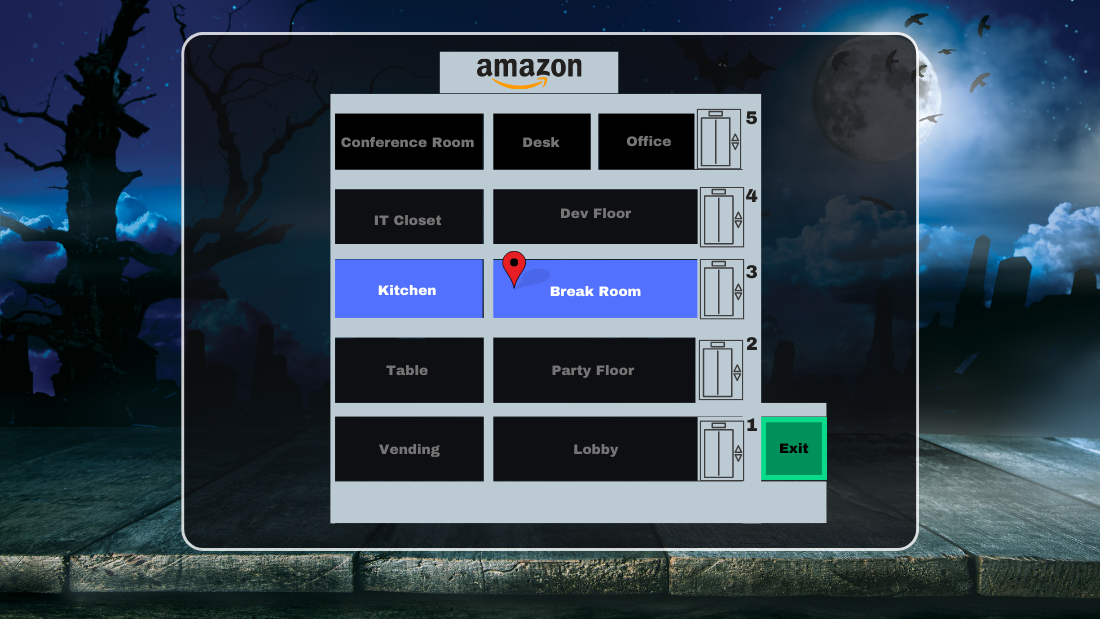 amazon
Conference Room
Desk
Office
5
IT Closet
Dev Floor
4
Kitchen
Break Room
3
Table
Party Floor
2
Vending
Lobby
1
Exit